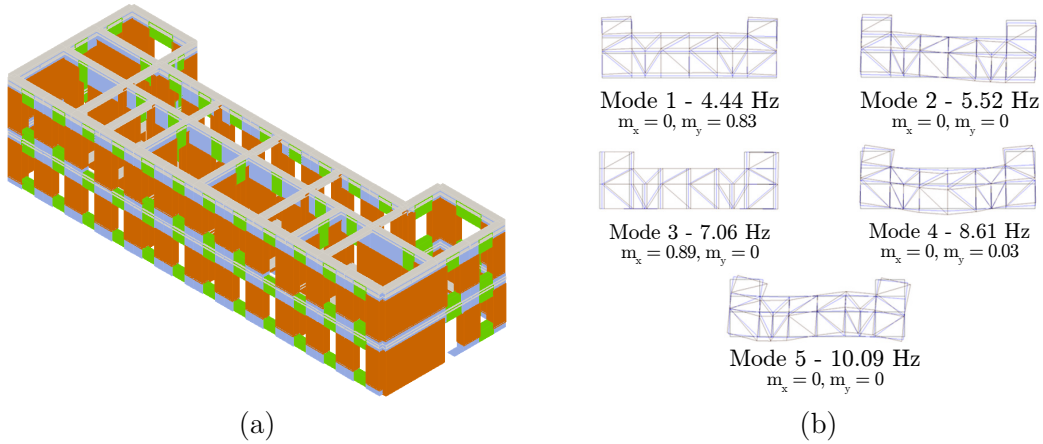 Mode 1 - 4.44 Hz
m_x = 0, m_y = 0.83
Mode 2 - 5.52 Hz
m_x = 0, m_y = 0
Mode 3 - 7.06 Hz
m_x = 0.89, m_y = 0
Mode 4 - 8.61 Hz
m_x = 0, m_y = 0.03
Mode 5 - 10.09 Hz
m_x = 0, m_y = 0
(a)
(b)